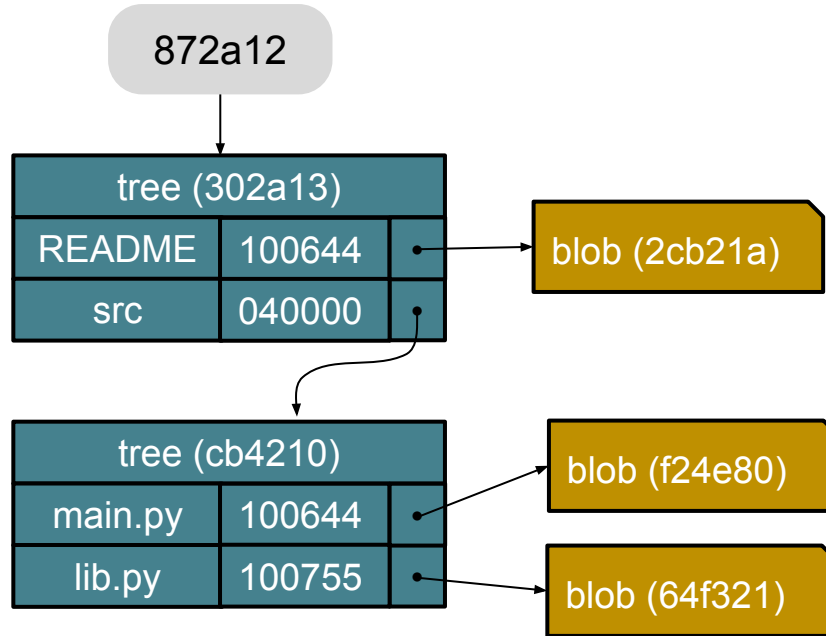 872a12
tree (302a13)
README 100644
blob (2cb21a)
src 040000
tree (cb4210)
main.py 100644
blob (f24e80)
lib.py 100755
blob (64f321)